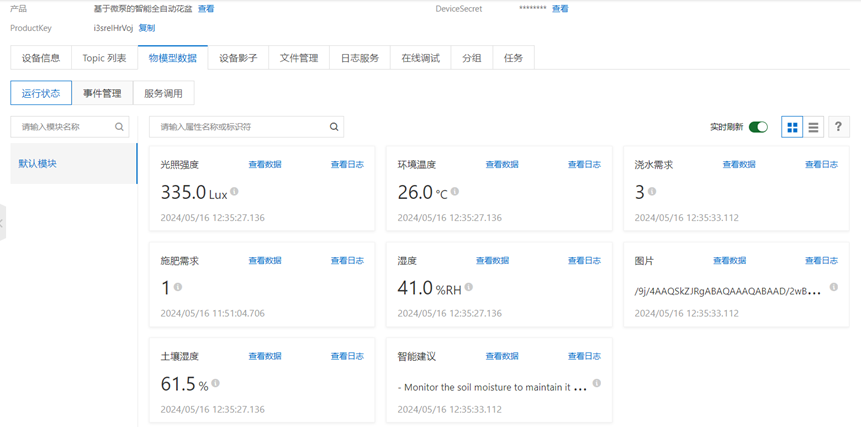 产品 基于微泵的智能全自动花盆 查看 DeviceSecret ******** 查看
ProductKey i3sreIHrVoj 复制
设备信息 Topic 列表 物模型数据 设备影子 文件管理 日志服务 在线调试 分组 任务
运行状态 事件管理 服务调用
请输入模块名称 请输入属性名称或标识符 实时刷新 ?
默认模块
光照强度 查看数据 查看日志 环境温度 查看数据 查看日志 浇水需求 查看数据 查看日志
335.0 Lux 26.0 °C 3
2024/05/16 12:35:27.136 2024/05/16 12:35:27.136 2024/05/16 12:35:33.112
施肥需求 查看数据 查看日志 湿度 查看数据 查看日志 图片 查看数据 查看日志
1 41.0 %RH /9j/4AAQSkZJRgABAQAAAQABAAD/2wB...
2024/05/16 11:51:04.706 2024/05/16 12:35:27.136 2024/05/16 12:35:33.112
土壤湿度 查看数据 查看日志 智能建议 查看数据 查看日志
61.5 % - Monitor the soil moisture to maintain it ...
2024/05/16 12:35:27.136 2024/05/16 12:35:33.112